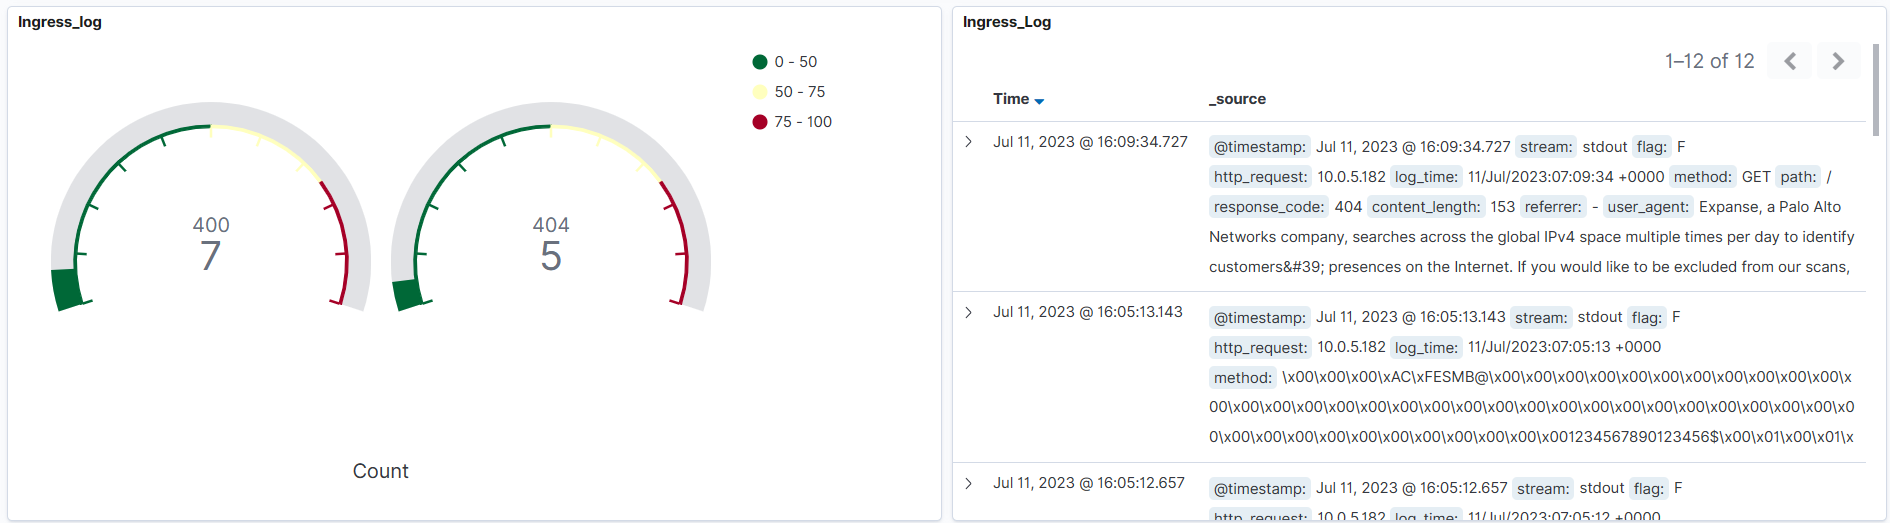 Ingress_log
0 - 50
50 - 75
75 - 100
400
7
404
5
Count
Ingress_Log
1–12 of 12
Time
_source
Jul 11, 2023 @ 16:09:34.727
@timestamp: Jul 11, 2023 @ 16:09:34.727 stream: stdout flag: F
http_request: 10.0.5.182 log_time: 11/Jul/2023:07:09:34 +0000 method: GET path: /
response_code: 404 content_length: 153 referrer: - user_agent: Expanse, a Palo Alto
Networks company, searches across the global IPv4 space multiple times per day to identify
customers&#39; presences on the Internet. If you would like to be excluded from our scans,
Jul 11, 2023 @ 16:05:13.143
@timestamp: Jul 11, 2023 @ 16:05:13.143 stream: stdout flag: F
http_request: 10.0.5.182 log_time: 11/Jul/2023:07:05:13 +0000
method: \x00\x00\x00\xAC\xFESMB@\x00\x00\x00\x00\x00\x00\x00\x00\x00\x00\x00\x00\x
00\x00\x00\x00\x00\x00\x00\x00\x00\x00\x00\x00\x00\x00\x00\x00\x00\x00\x00\x00\x00\x0
0\x00\x00\x00\x00\x00\x00\x00\x00\x00\x00\x00\x001234567890123456$\x00\x01\x00\x01\x
Jul 11, 2023 @ 16:05:12.657
@timestamp: Jul 11, 2023 @ 16:05:12.657 stream: stdout flag: F
http_request: 10.0.5.182 log_time: 11/Jul/2023:07:05:12 +0000